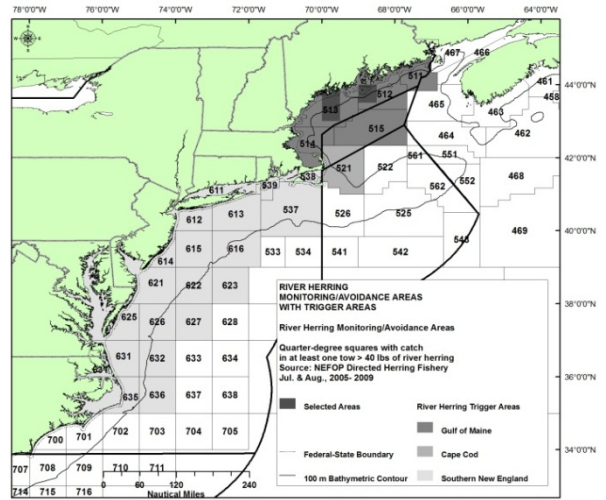 78°0'0"W 76°0'0"W 74°0'0"W 72°0'0"W 70°0'0"W 68°0'0"W 66°0'0"W 64°0'0"W
467 466
511
44°0'0"N
461
512
458
513
465
463
515
464
462
514
42°0'0"N
561 551
521
522
538
468
552
539
562
611
537
613
526
525
612
40°0'0"N
469
543
615
616
533 534 541 542
614
621
622 623
38°0'0"N
625
626 627 628
631
632 633 634
635
636 637 638
36°0'0"N
700 701 702 703 704 705
34°0'0"N
707 708 709 710 711
714 715 716
RIVER HERRING
MONITORING/AVOIDANCE AREAS
WITH TRIGGER AREAS
River Herring Monitoring/Avoidance Areas
Quarter-degree squares with catch
in at least one tow > 40 lbs of river herring
Source: NEFOP Directed Herring Fishery
Jul. & Aug., 2005- 2009
Selected Areas
River Herring Trigger Areas
Gulf of Maine
Cape Cod
Federal-State Boundary
100 m Bathymetric Contour
Southern New England
0 60 120 240
Nautical Miles